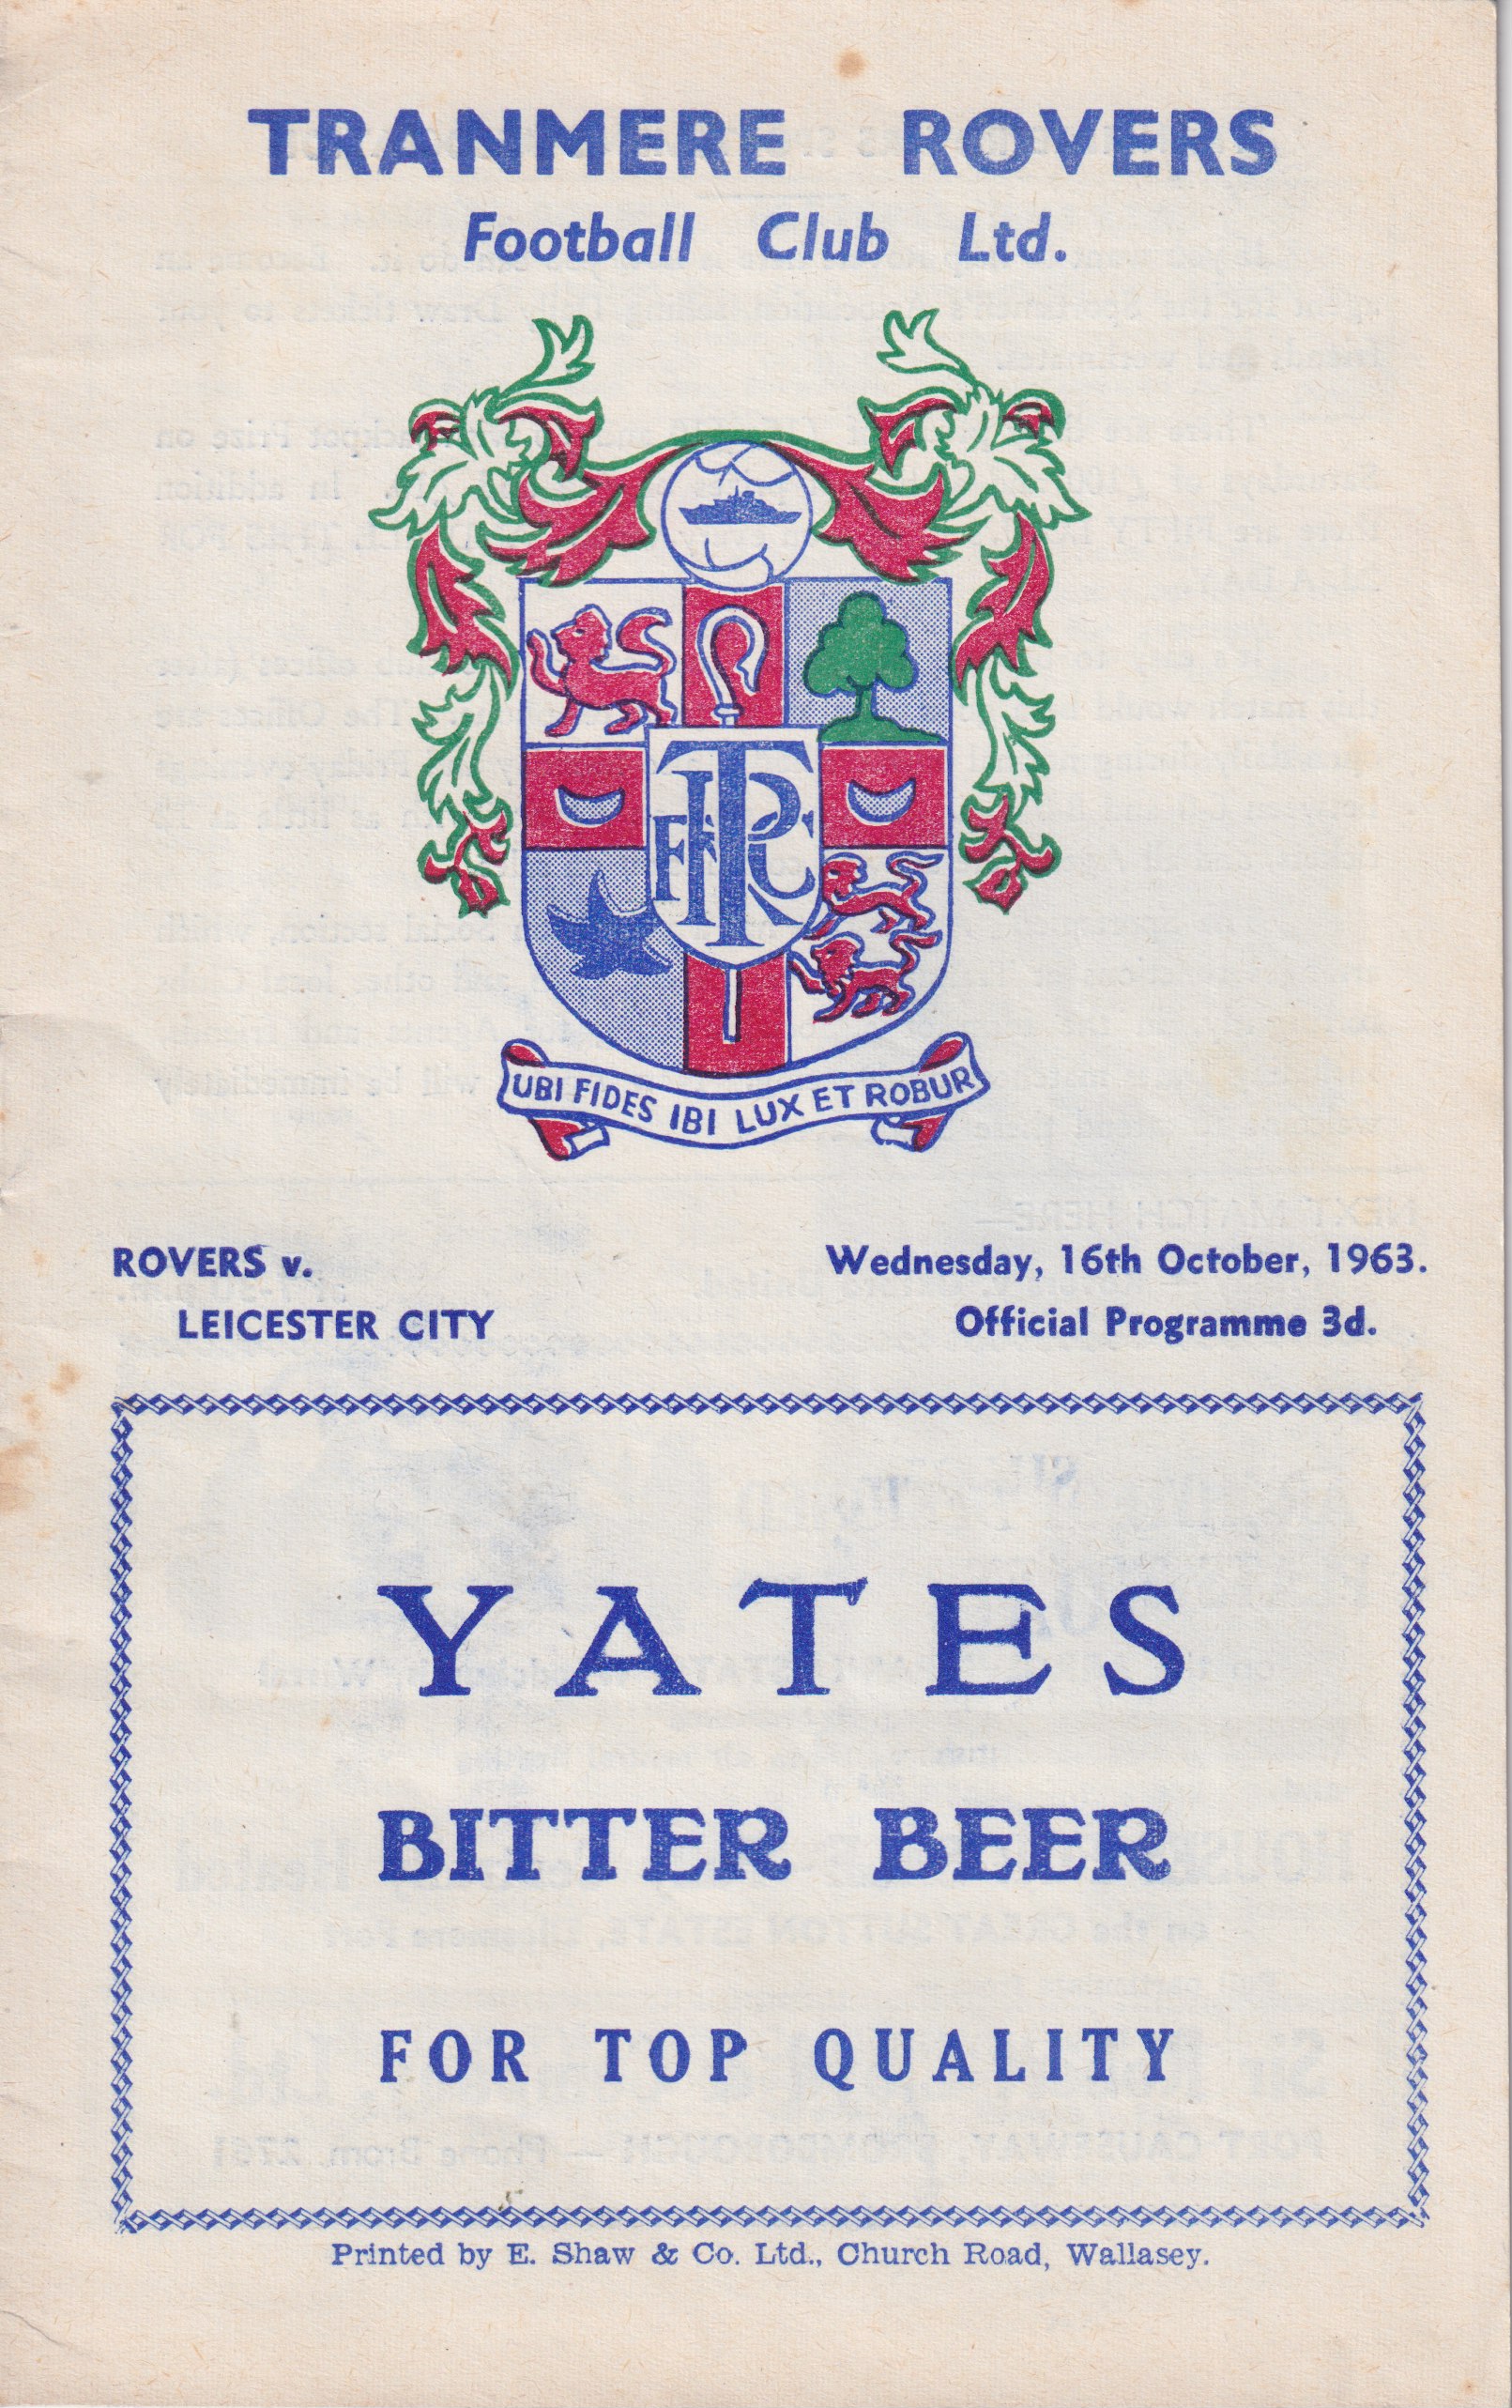 TRANMERE ROVERS
Football Club Ltd.
TRFC
UBI FIDES IBI LUX ET ROBUR
ROVERS v.
LEICESTER CITY
Wednesday, 16th October, 1963.
Official Programme 3d.
YATES
BITTER BEER
FOR TOP QUALITY
Printed by E. Shaw & Co. Ltd., Church Road, Wallasey.